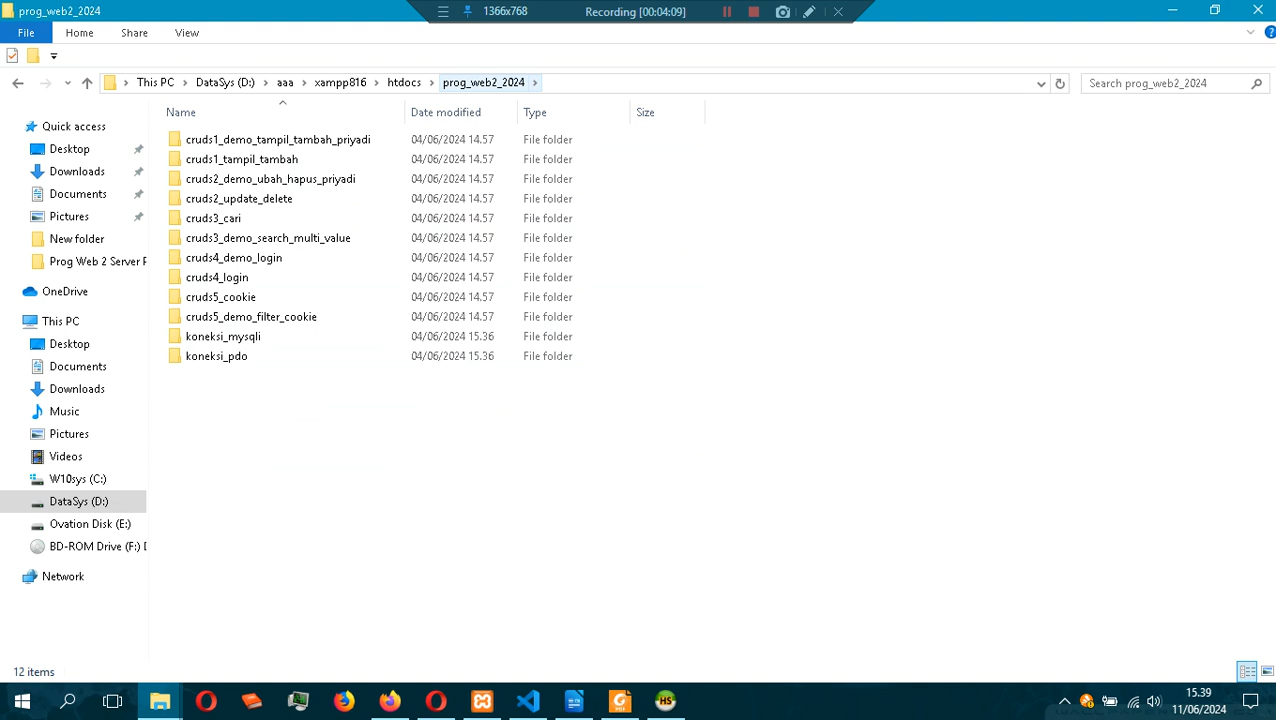 prog_web2_2024
1366x768
Recording [00:04:09]
File
Home
Share
View
This PC
DataSys (D:)
aaa
xampp816
htdocs
prog_web2_2024
Search prog_web2_2024
Name
Date modified
Type
Size
Quick access
Desktop
Downloads
Documents
Pictures
New folder
Prog Web 2 Server
OneDrive
This PC
Desktop
Documents
Downloads
Music
Pictures
Videos
W10sys (C:)
DataSys (D:)
Ovation Disk (E:)
BD-ROM Drive (F:)
Network
cruds1_demo_tampil_tambah_priyadi 04/06/2024 14.57 File folder
cruds1_tampil_tambah 04/06/2024 14.57 File folder
cruds2_demo_ubah_hapus_priyadi 04/06/2024 14.57 File folder
cruds2_update_delete 04/06/2024 14.57 File folder
cruds3_cari 04/06/2024 14.57 File folder
cruds3_demo_search_multi_value 04/06/2024 14.57 File folder
cruds4_demo_login 04/06/2024 14.57 File folder
cruds4_login 04/06/2024 14.57 File folder
cruds5_cookie 04/06/2024 14.57 File folder
cruds5_demo_filter_cookie 04/06/2024 14.57 File folder
koneksi_mysqli 04/06/2024 15.36 File folder
koneksi_pdo 04/06/2024 15.36 File folder
12 items
HS
15.39
11/06/2024